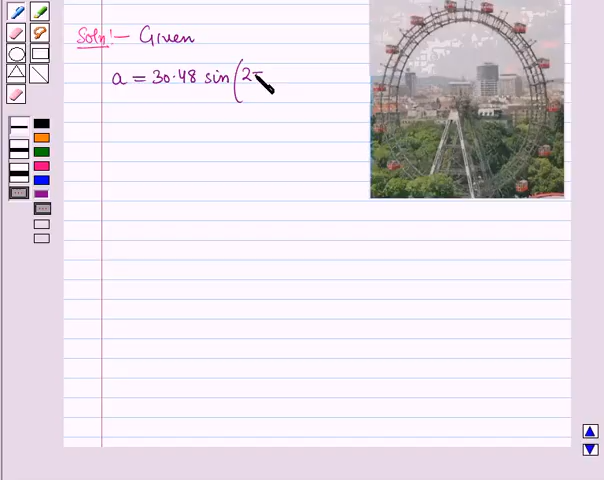 Soln:- Given
a = 30.48 sin(2